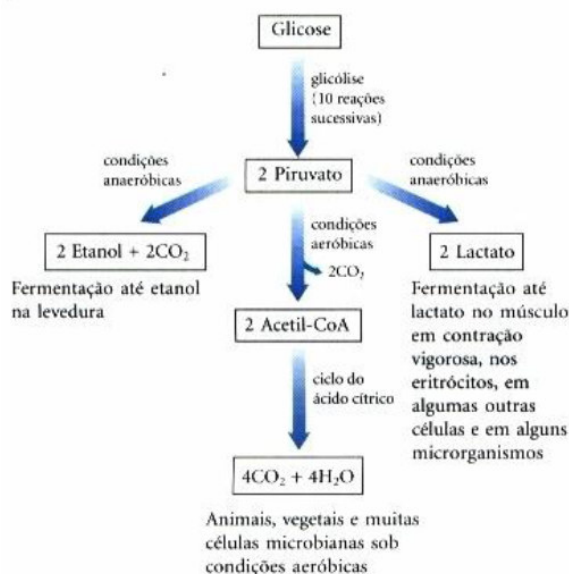 Glicose
glicólise
(10 reações
sucessivas)
condições
anaeróbicas
2 Piruvato
condições
anaeróbicas
2 Etanol + 2CO₂
Fermentação até etanol
na levedura
condições
aeróbicas
2CO₂
2 Lactato
Fermentação até
lactato no músculo
em contração
vigorosa, nos
eritrócitos, em
algumas outras
células e em alguns
microrganismos
2 Acetil-CoA
ciclo do
ácido cítrico
4CO₂ + 4H₂O
Animais, vegetais e muitas
células microbianas sob
condições aeróbicas